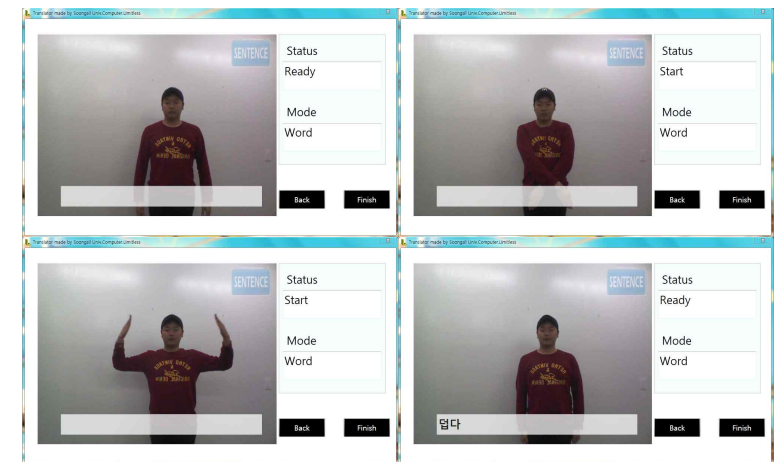 Translator made by Soongsil Univ.Computer.Limitless
SENTENCE
Status
Ready
Mode
Word
Back
Finish
Translator made by Soongsil Univ.Computer.Limitless
SENTENCE
Status
Start
Mode
Word
Back
Finish
Translator made by Soongsil Univ.Computer.Limitless
SENTENCE
Status
Start
Mode
Word
Back
Finish
Translator made by Soongsil Univ.Computer.Limitless
SENTENCE
Status
Ready
Mode
Word
덥다
Back
Finish